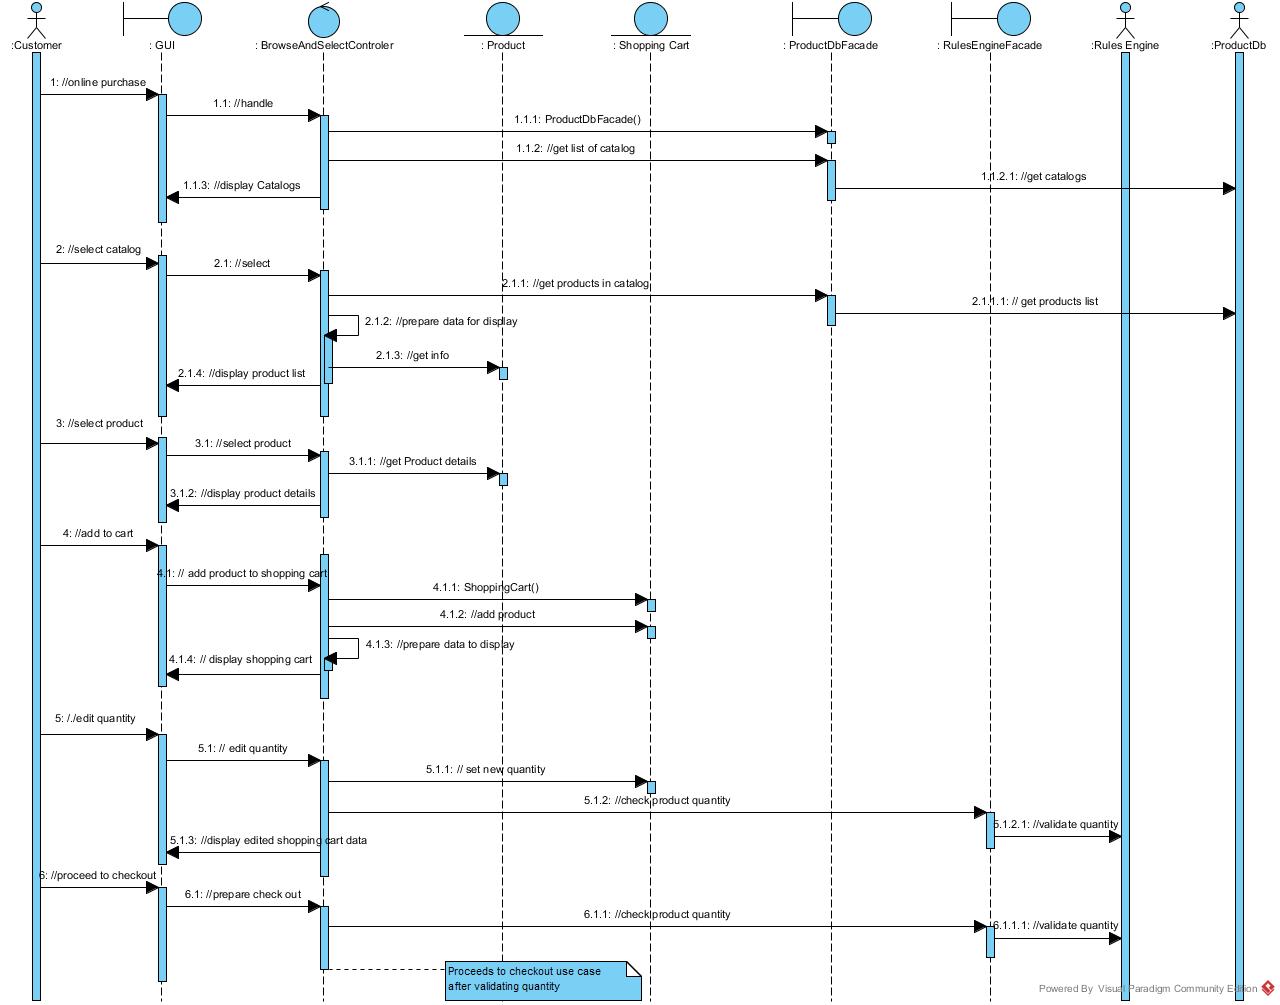 :Customer
: GUI
: BrowseAndSelectControler
: Product
: Shopping Cart
: ProductDbFacade
: RulesEngineFacade
:Rules Engine
:ProductDb
1: //online purchase
1.1: //handle
1.1.1: ProductDbFacade()
1.1.2: //get list of catalog
1.1.2.1: //get catalogs
1.1.3: //display Catalogs
2: //select catalog
2.1: //select
2.1.1: //get products in catalog
2.1.1.1: // get products list
2.1.2: //prepare data for display
2.1.3: //get info
2.1.4: //display product list
3: //select product
3.1: //select product
3.1.1: //get Product details
3.1.2: //display product details
4: //add to cart
4.1: // add product to shopping cart
4.1.1: ShoppingCart()
4.1.2: //add product
4.1.3: //prepare data to display
4.1.4: // display shopping cart
5: /./edit quantity
5.1: // edit quantity
5.1.1: // set new quantity
5.1.2: //check product quantity
5.1.2.1: //validate quantity
5.1.3: //display edited shopping cart data
6: //proceed to checkout
6.1: //prepare check out
6.1.1: //check product quantity
6.1.1.1: //validate quantity
Proceeds to checkout use case
after validating quantity
Powered By Visual Paradigm Community Edition